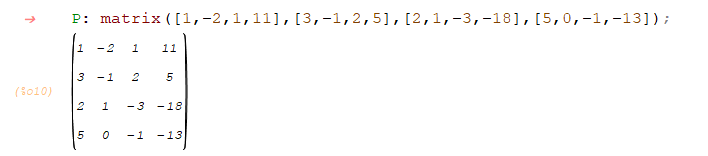 → P: matrix([1,-2,1,11],[3,-1,2,5],[2,1,-3,-18],[5,0,-1,-13]);
1 -2 1 11
3 -1 2 5
(%o10)
2 1 -3 -18
5 0 -1 -13